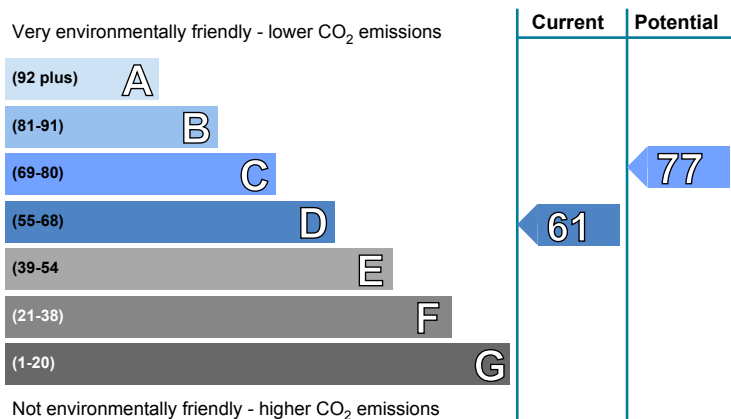 Very environmentally friendly - lower CO₂ emissions
Current
Potential
(92 plus) A
(81-91) B
(69-80) C
77
(55-68) D
61
(39-54 E
(21-38) F
(1-20) G
Not environmentally friendly - higher CO₂ emissions